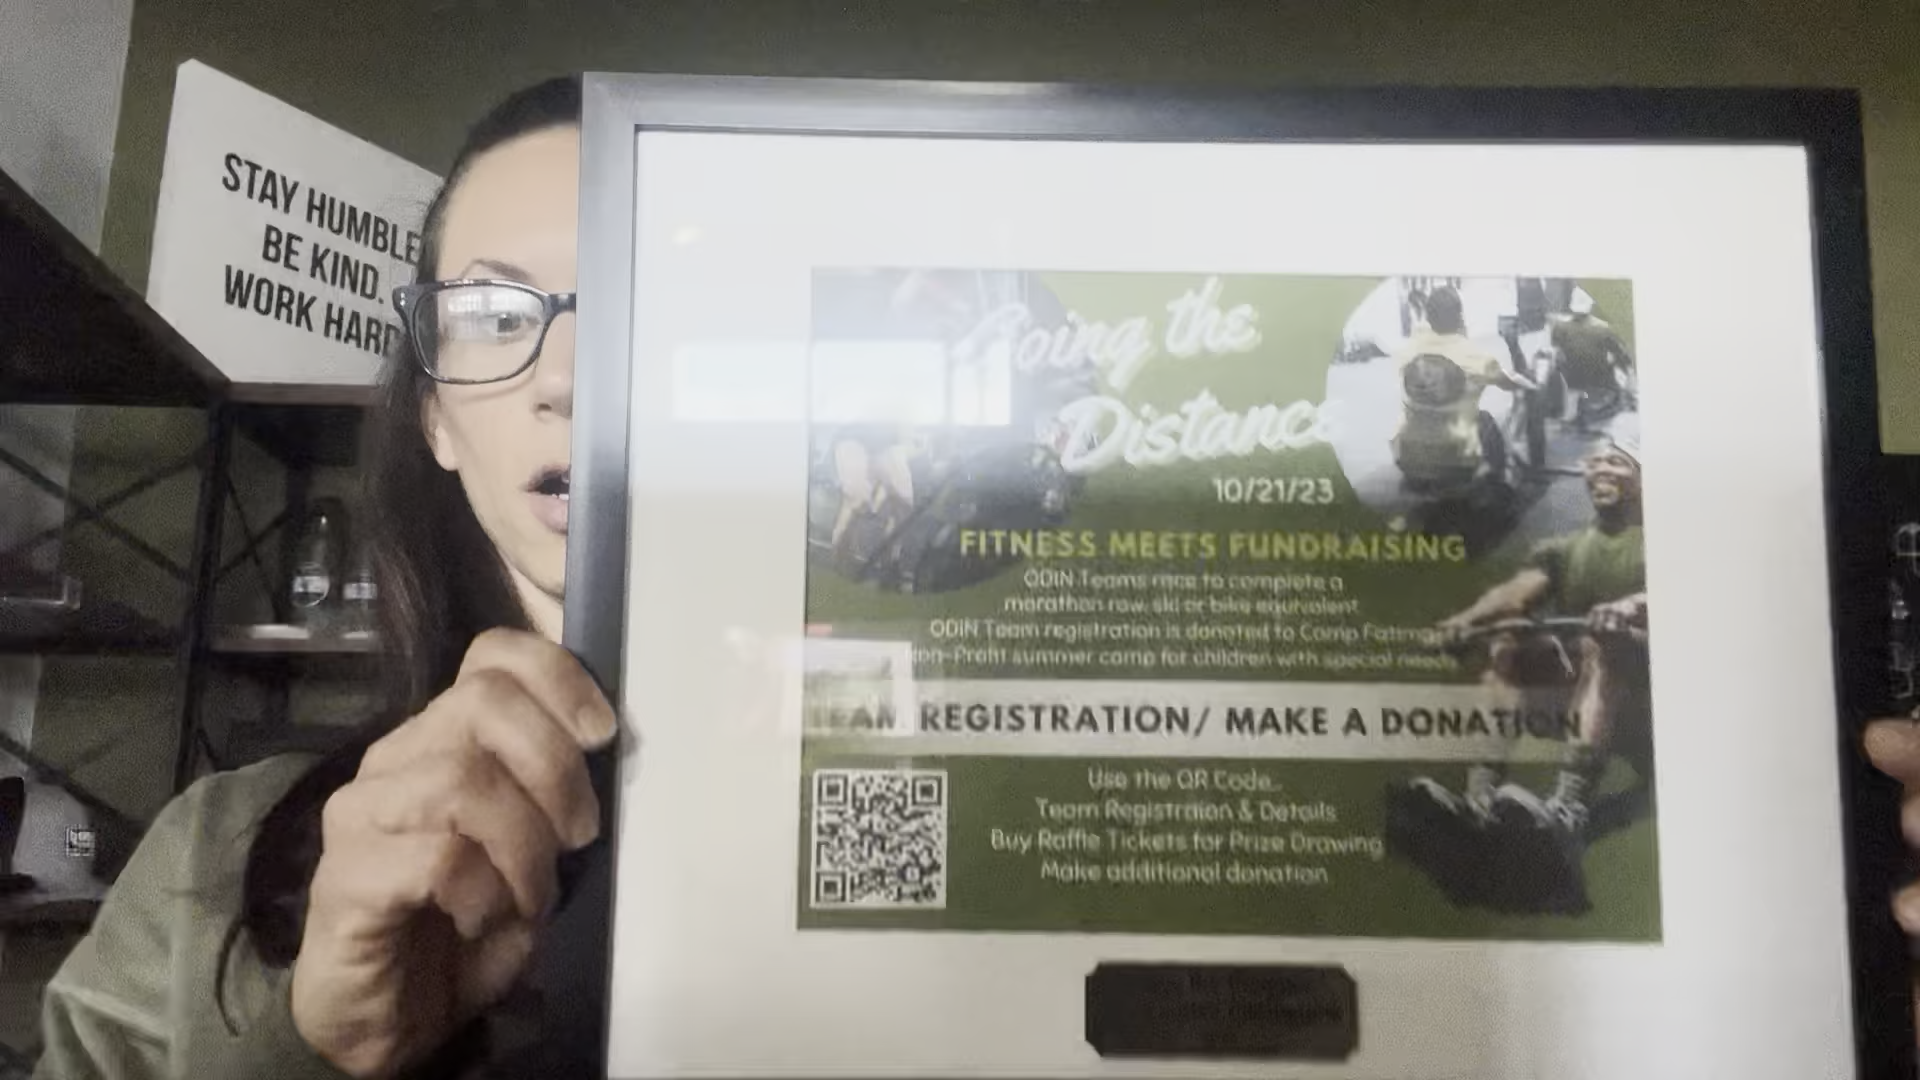 STAY HUMBLE
BE KIND.
WORK HARD
Going the
Distance
10/21/23
FITNESS MEETS FUNDRAISING
ODIN Teams race to complete a
marathon row, ski or bike equivalent
ODIN Team registration is donated to Camp Fatima
non-Profit summer camp for children with special needs
TEAM REGISTRATION/ MAKE A DONATION
Use the QR Code..
Team Registraion & Details
Buy Raffle Tickets for Prize Drawing
Make additional donation